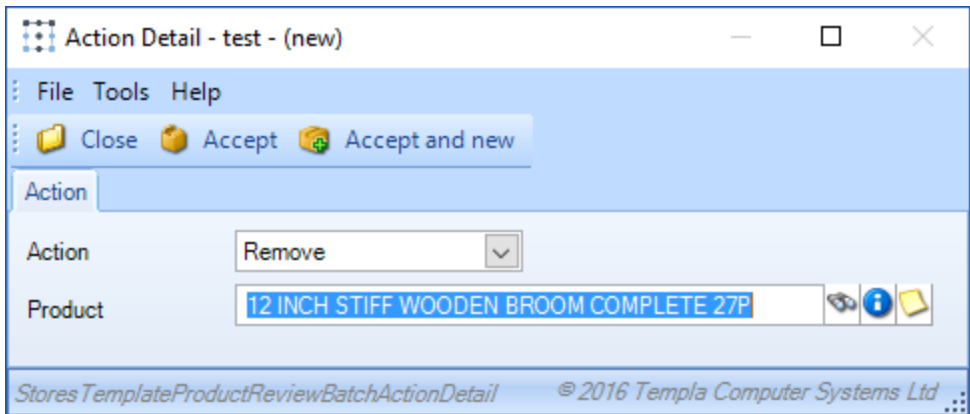 Action Detail - test - (new)
File Tools Help
Close Accept Accept and new
Action
Action Remove
Product 12 INCH STIFF WOODEN BROOM COMPLETE 27P
StoresTemplateProductReviewBatchActionDetail © 2016 Templa Computer Systems Ltd